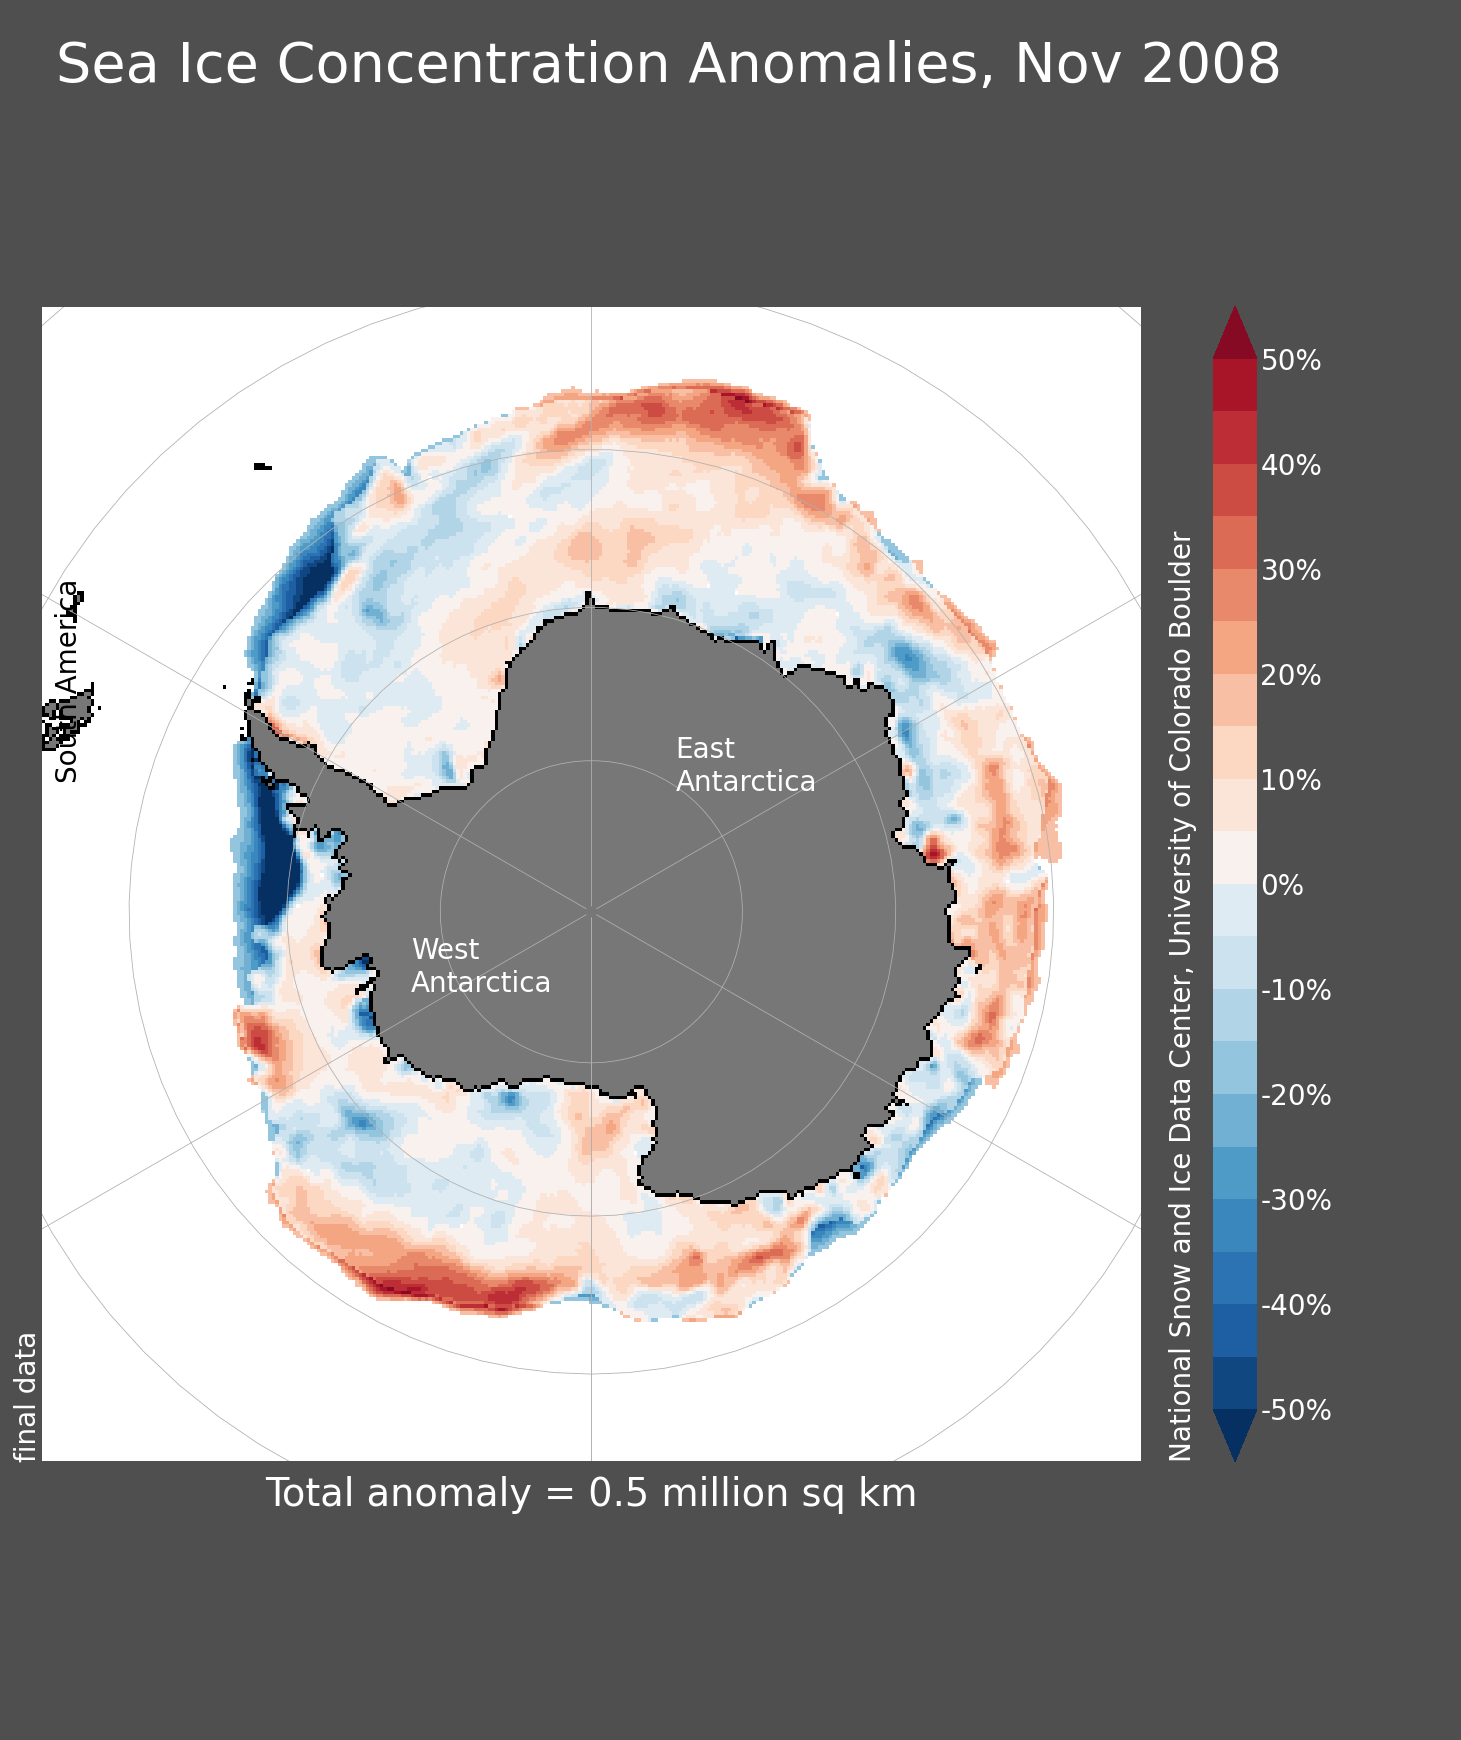 Sea Ice Concentration Anomalies, Nov 2008
South America
East
Antarctica
West
Antarctica
final data
National Snow and Ice Data Center, University of Colorado Boulder
50%
40%
30%
20%
10%
0%
-10%
-20%
-30%
-40%
-50%
Total anomaly = 0.5 million sq km